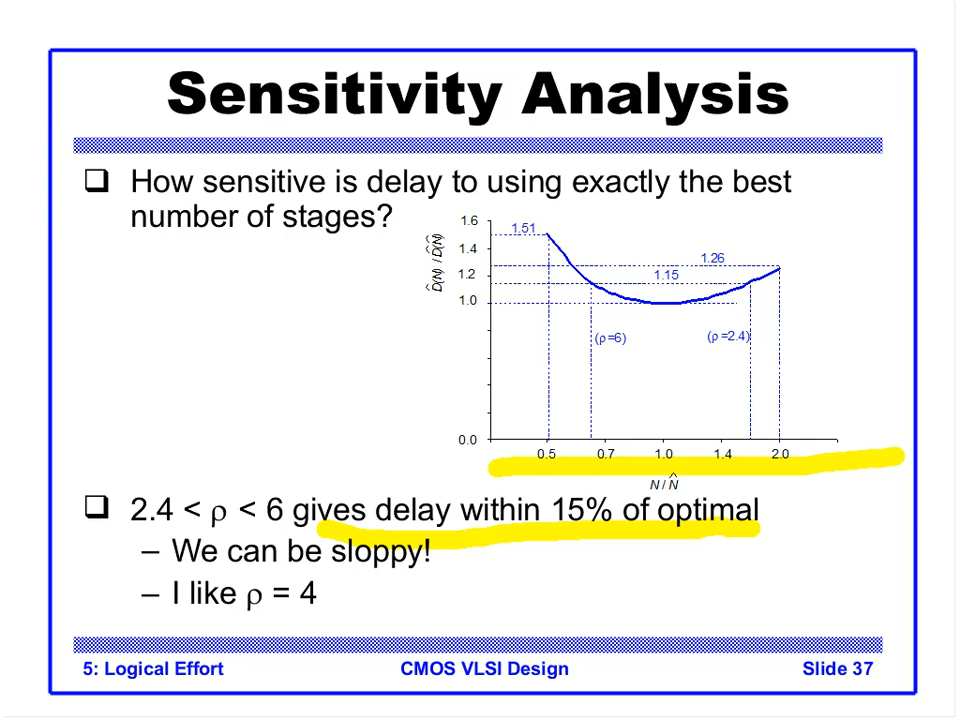 Sensitivity Analysis
❑ How sensitive is delay to using exactly the best
number of stages?
D̂(N) / D̂(N̂)
1.6
1.4
1.2
1.0
0.0
1.51
1.26
1.15
(ρ =6)
(ρ =2.4)
0.5 0.7 1.0 1.4 2.0
N / N̂
❑ 2.4 < ρ < 6 gives delay within 15% of optimal
– We can be sloppy!
– I like ρ = 4
5: Logical Effort CMOS VLSI Design Slide 37